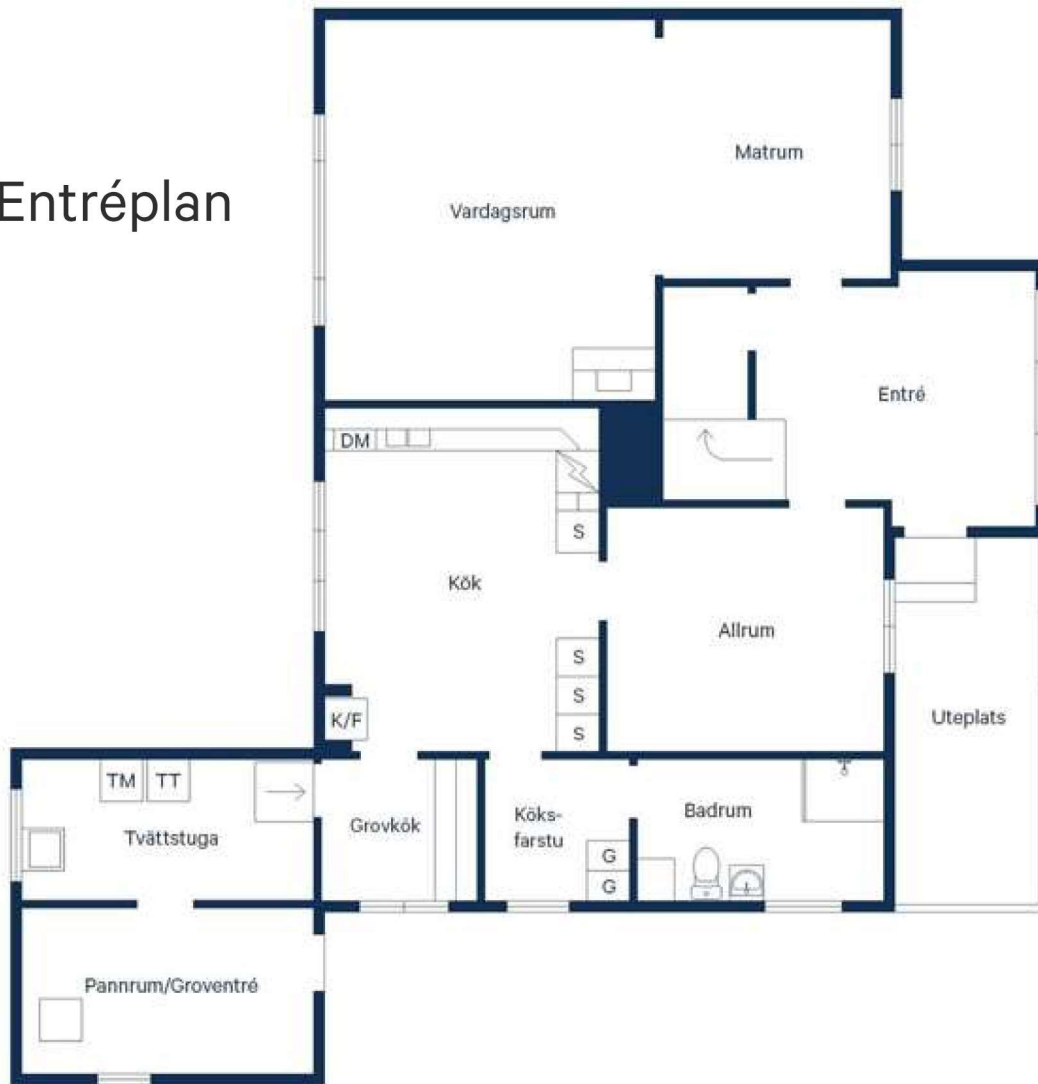 Entréplan
Matrum
Vardagsrum
Entré
DM
S
Kök
Allrum
S
S
S
K/F
Uteplats
TM
TT
Tvättstuga
Grovkök
Köks-
farstu
G
G
Badrum
Pannrum/Groventré